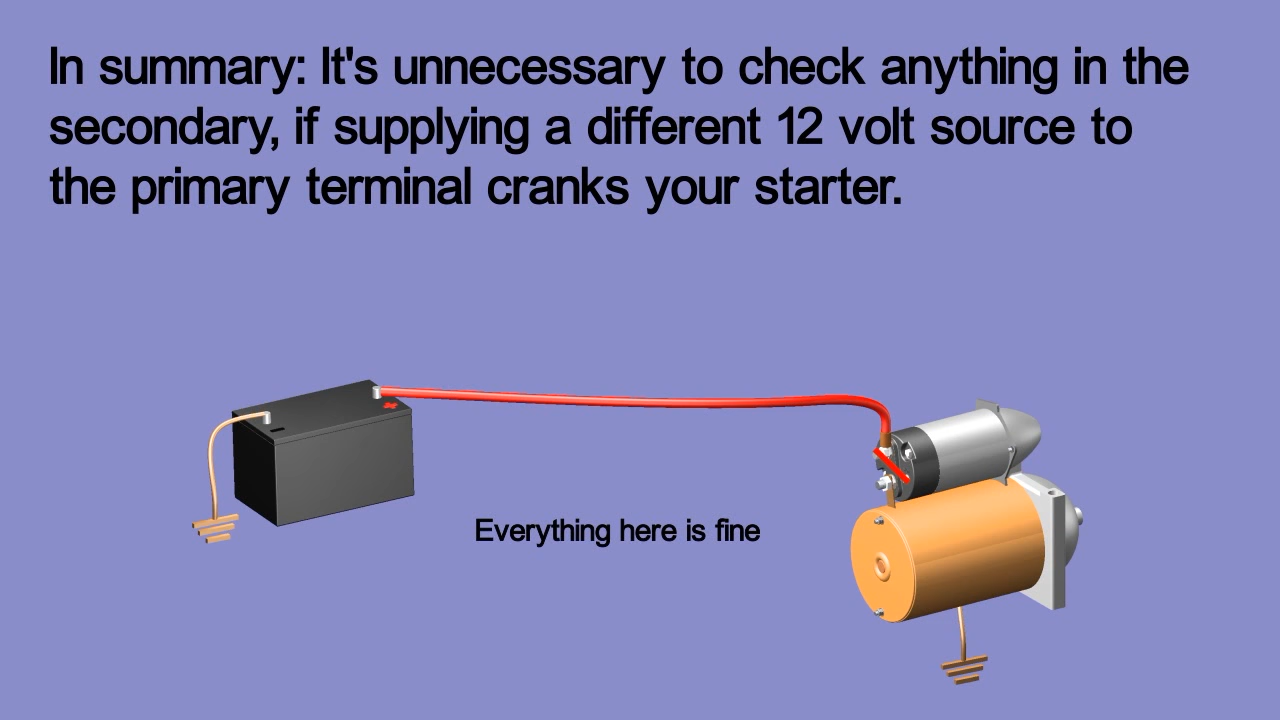 In summary: It's unnecessary to check anything in the
secondary, if supplying a different 12 volt source to
the primary terminal cranks your starter.
Everything here is fine